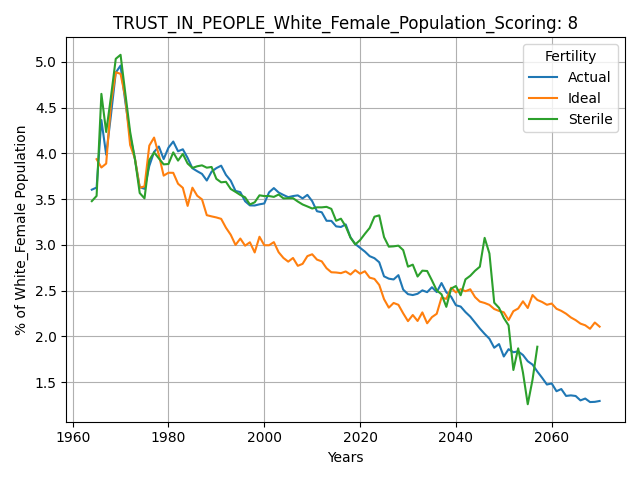 TRUST_IN_PEOPLE_White_Female_Population_Scoring: 8
Fertility
Actual
Ideal
Sterile
% of White_Female Population
5.0
4.5
4.0
3.5
3.0
2.5
2.0
1.5
1960
1980
2000
2020
2040
2060
Years